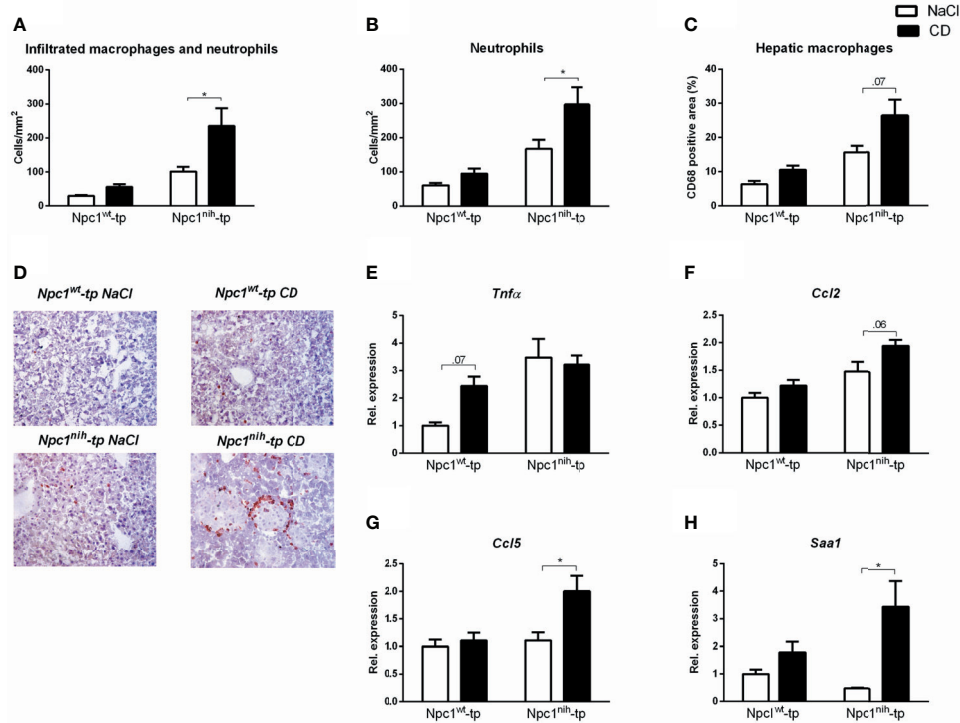 NaCl
CD
A
Infiltrated macrophages and neutrophils
Cells/mm²
400
300
200
100
0
*
Npc1ʷᵗ-tp Npc1ⁿⁱʰ-tp
B
Neutrophils
Cells/mm²
400
300
200
100
0
*
Npc1ʷᵗ-tp Npc1ⁿⁱʰ-tp
C
Hepatic macrophages
CD68 positive area (%)
40
30
20
10
0
.07
Npc1ʷᵗ-tp Npc1ⁿⁱʰ-tp
D
Npc1ʷᵗ-tp NaCl
Npc1ʷᵗ-tp CD
Npc1ⁿⁱʰ-tp NaCl
Npc1ⁿⁱʰ-tp CD
E
Tnfα
Rel. expression
5
4
3
2
1
0
.07
Npc1ʷᵗ-tp Npc1ⁿⁱʰ-tp
F
Ccl2
Rel. expression
2.5
2.0
1.5
1.0
0.5
0.0
.06
Npc1ʷᵗ-tp Npc1ⁿⁱʰ-tp
G
Ccl5
Rel. expression
2.5
2.0
1.5
1.0
0.5
0.0
*
Npc1ʷᵗ-tp Npc1ⁿⁱʰ-tp
H
Saa1
Rel. expression
5
4
3
2
1
0
*
Npclʷᵗ-tp Npc1ⁿⁱʰ-tp